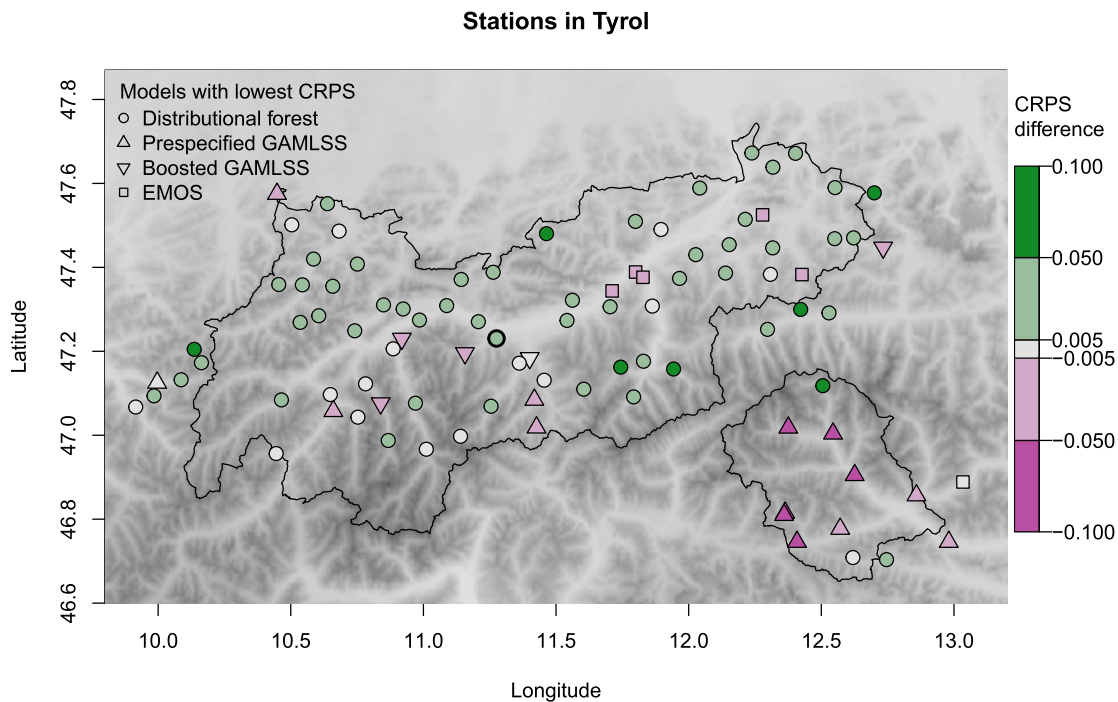 Stations in Tyrol
Models with lowest CRPS
Distributional forest
Prespecified GAMLSS
Boosted GAMLSS
EMOS
CRPS
difference
0.100
0.050
0.005
−0.005
−0.050
−0.100
Latitude
47.8
47.6
47.4
47.2
47.0
46.8
46.6
10.0 10.5 11.0 11.5 12.0 12.5 13.0
Longitude